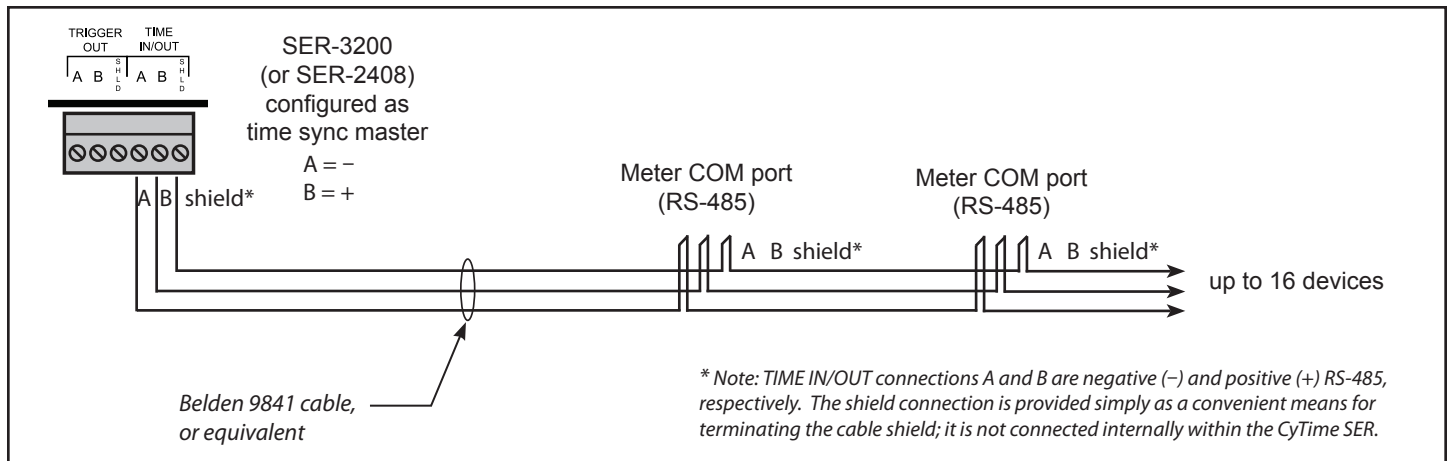 TRIGGER OUT
TIME IN/OUT
A B SHLD A B SHLD
SER-3200
(or SER-2408)
configured as
time sync master
A = −
B = +
A B shield*
Meter COM port
(RS-485)
A B shield*
Meter COM port
(RS-485)
A B shield*
up to 16 devices
Belden 9841 cable,
or equivalent
* Note: TIME IN/OUT connections A and B are negative (−) and positive (+) RS-485,
respectively. The shield connection is provided simply as a convenient means for
terminating the cable shield; it is not connected internally within the CyTime SER.